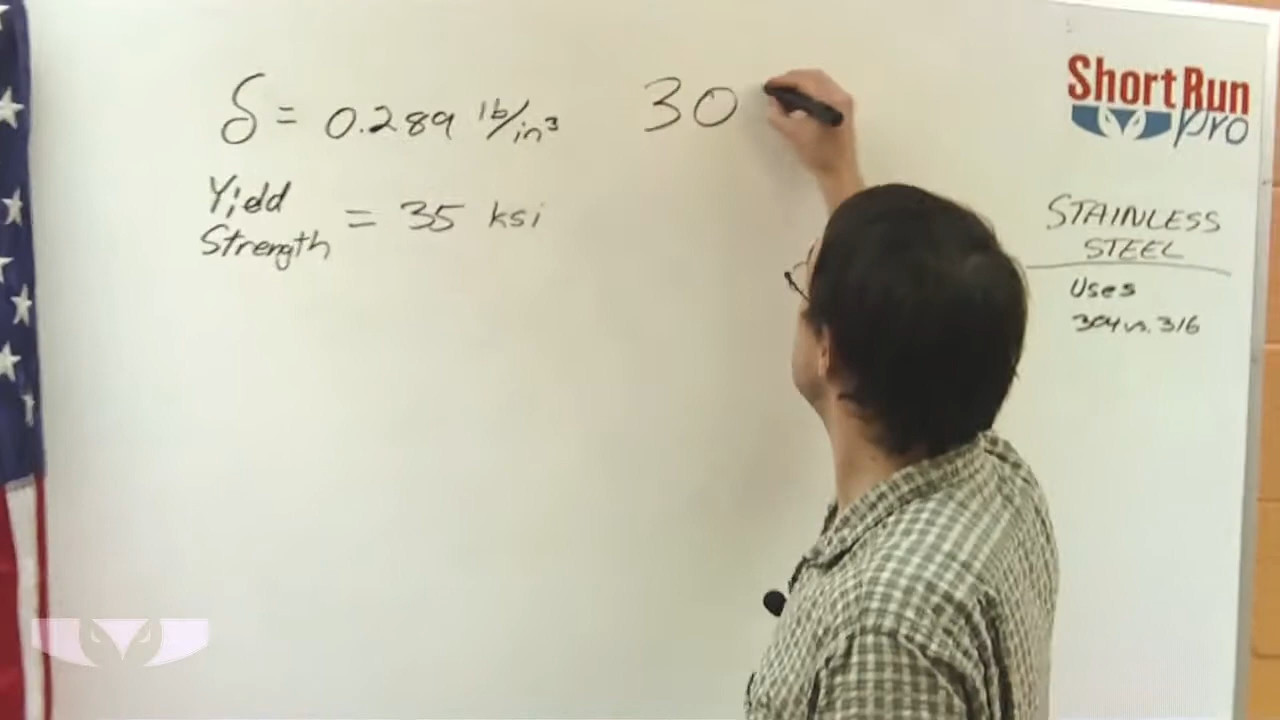 δ = 0.289 lb/in³
Yield
Strength = 35 ksi
30
Short Run
pro
STAINLESS
STEEL
Uses
304 vs. 316